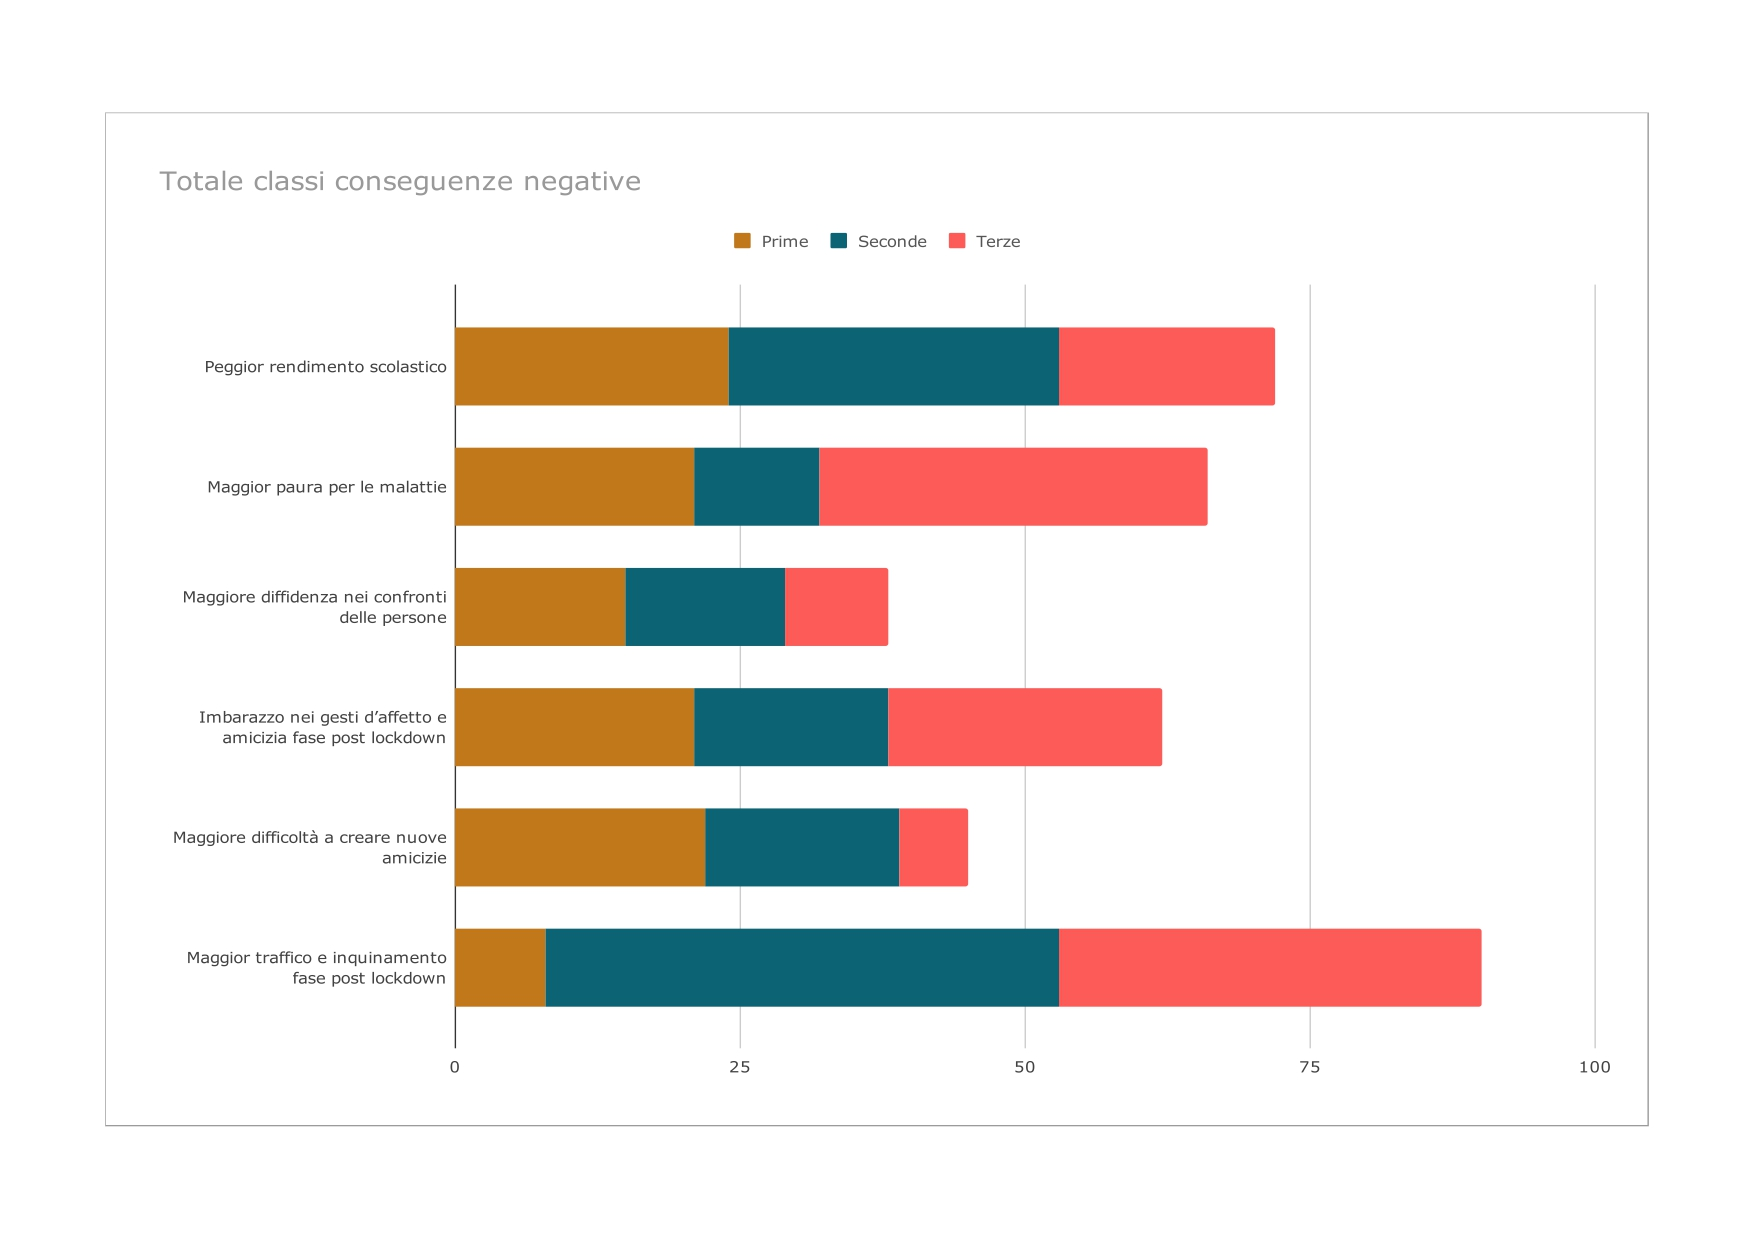 Totale classi conseguenze negative
Prime Seconde Terze
Peggior rendimento scolastico
Maggior paura per le malattie
Maggiore diffidenza nei confronti
delle persone
Imbarazzo nei gesti d’affetto e
amicizia fase post lockdown
Maggiore difficoltà a creare nuove
amicizie
Maggior traffico e inquinamento
fase post lockdown
0 25 50 75 100